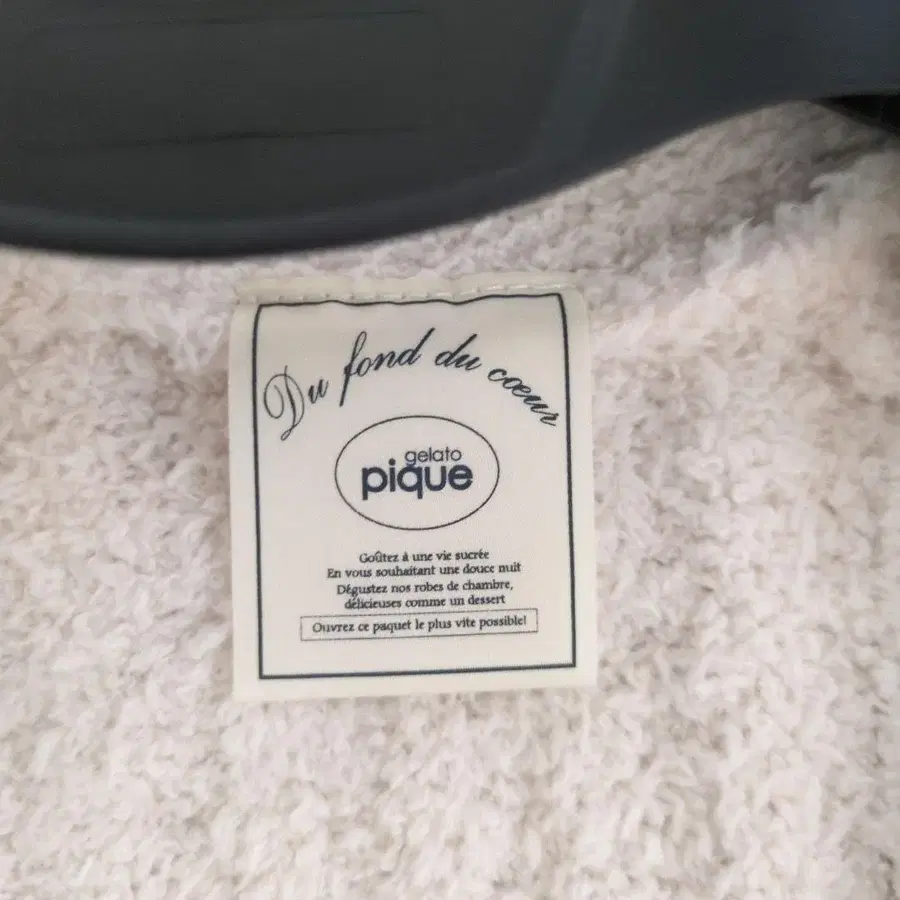 Du fond du cœur
gelato
pique
Goûtez à une vie sucrée
En vous souhaitant une douce nuit
Dégustez nos robes de chambre,
délicieuses comme un dessert
Ouvrez ce paquet le plus vite possible!